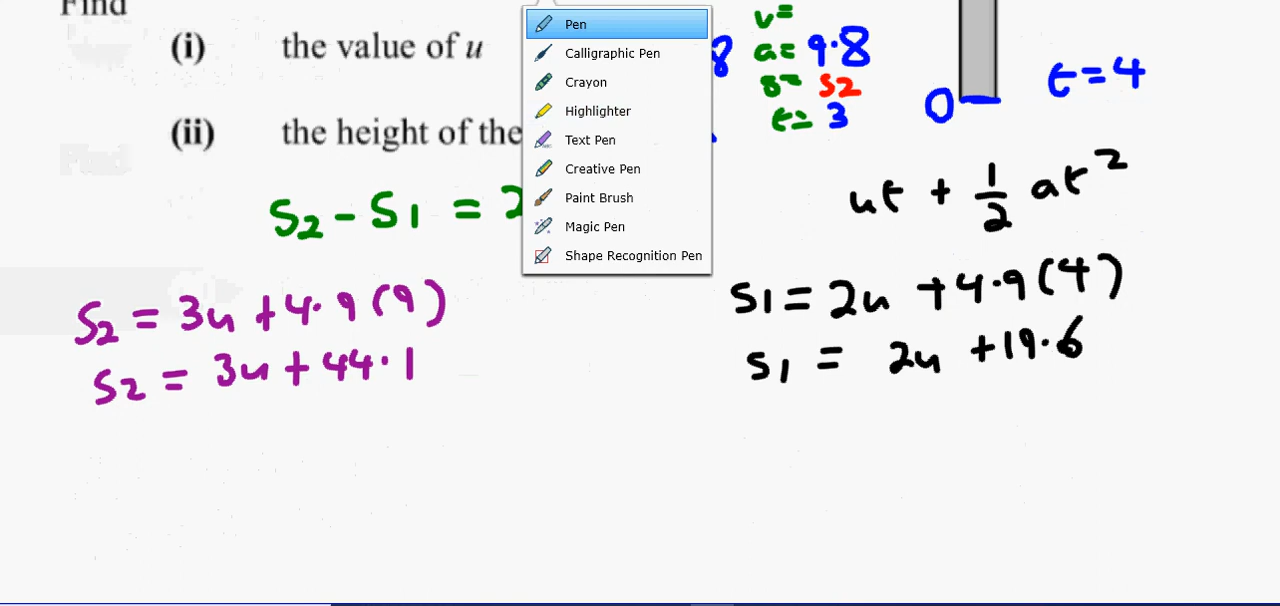 Find
(i) the value of u
(ii) the height of the
Pen
Calligraphic Pen
Crayon
Highlighter
Text Pen
Creative Pen
Paint Brush
Magic Pen
Shape Recognition Pen
8
v=
a= 9.8
s= s2
t= 3
0
t=4
S2 - S1 = 2
ut + 1/2 at²
S2 = 3u + 4.9(9)
S2 = 3u + 44.1
S1 = 2u + 4.9(4)
S1 = 2u + 19.6